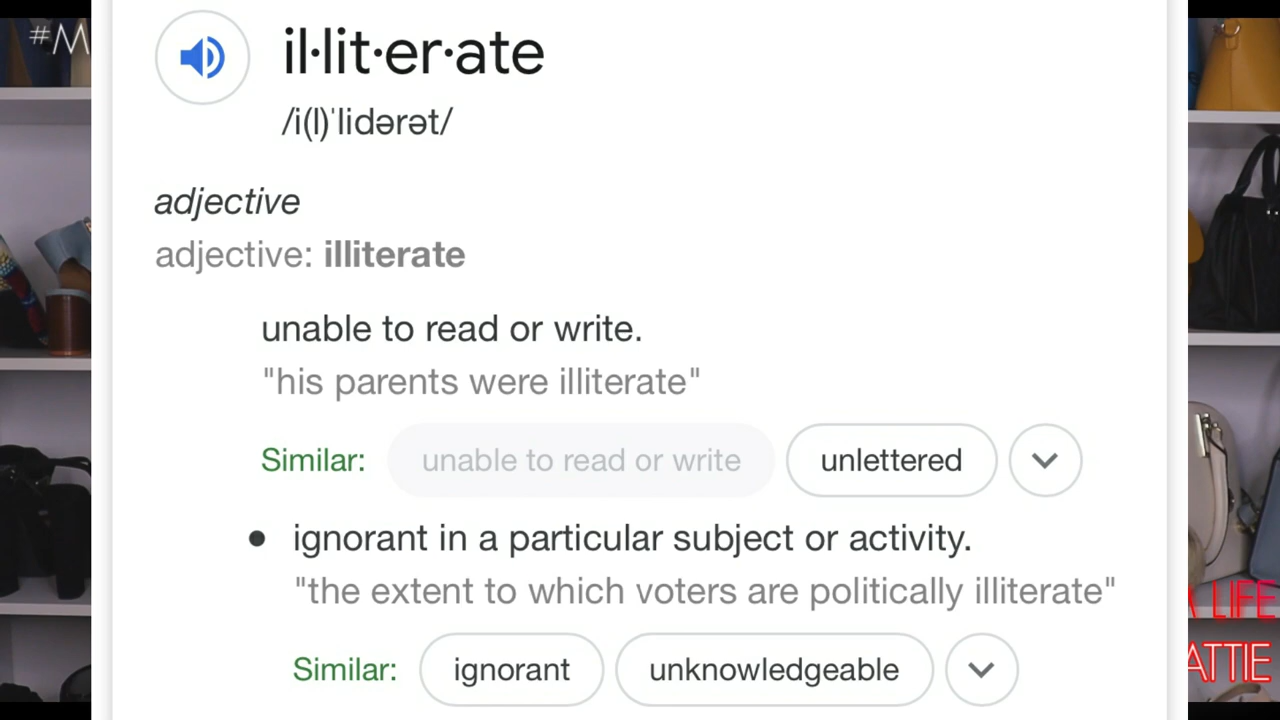 #M
il·lit·er·ate
/i(l)ˈlidərət/
adjective
adjective: illiterate
unable to read or write.
"his parents were illiterate"
Similar: unable to read or write unlettered
• ignorant in a particular subject or activity.
"the extent to which voters are politically illiterate"
Similar: ignorant unknowledgeable
LIFE
ATTIE